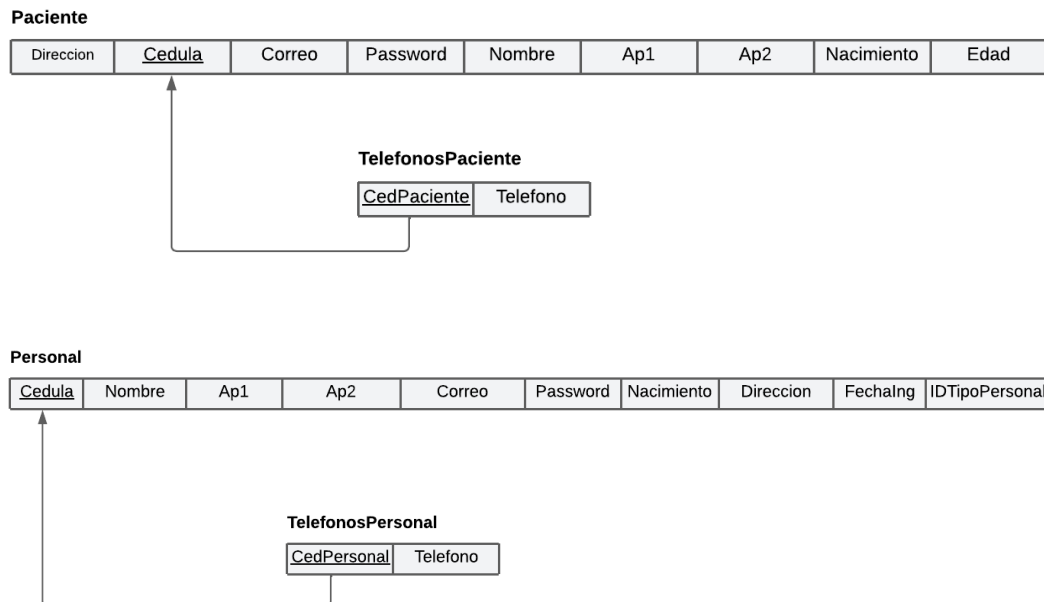 Paciente
Direccion Cedula Correo Password Nombre Ap1 Ap2 Nacimiento Edad
TelefonosPaciente
CedPaciente Telefono
Personal
Cedula Nombre Ap1 Ap2 Correo Password Nacimiento Direccion FechaIng IDTipoPersonal
TelefonosPersonal
CedPersonal Telefono